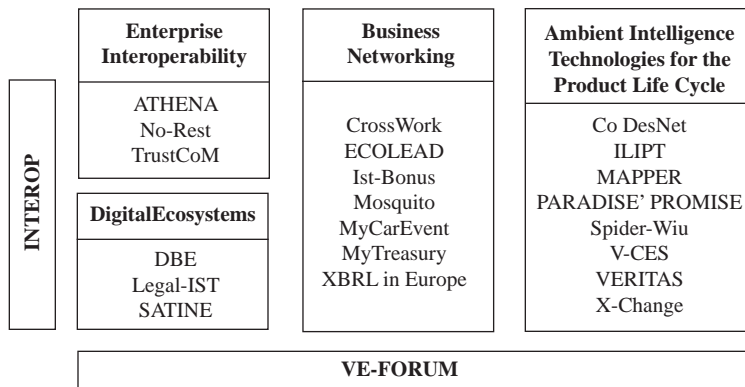 INTEROP
Enterprise
Interoperability
ATHENA
No-Rest
TrustCoM
DigitalEcosystems
DBE
Legal-IST
SATINE
Business
Networking
CrossWork
ECOLEAD
Ist-Bonus
Mosquito
MyCarEvent
MyTreasury
XBRL in Europe
Ambient Intelligence
Technologies for the
Product Life Cycle
Co DesNet
ILIPT
MAPPER
PARADISE’ PROMISE
Spider-Wiu
V-CES
VERITAS
X-Change
VE-FORUM